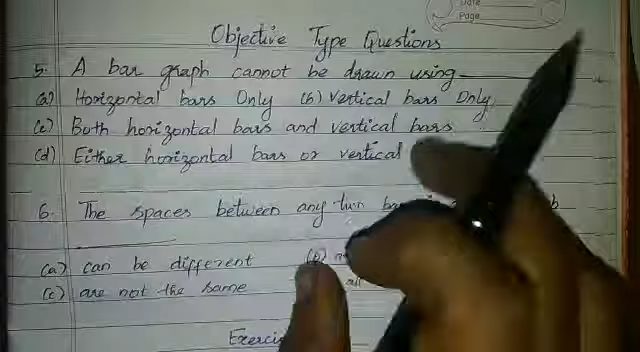 Date
Page
Objective Type Questions
5. A bar graph cannot be drawn using
(a) Horizontal bars Only (b) Vertical bars Only
(c) Both horizontal bars and vertical bars
(d) Either horizontal bars or vertical
6. The spaces between any two
(a) can be different (b)
(c) are not the same all